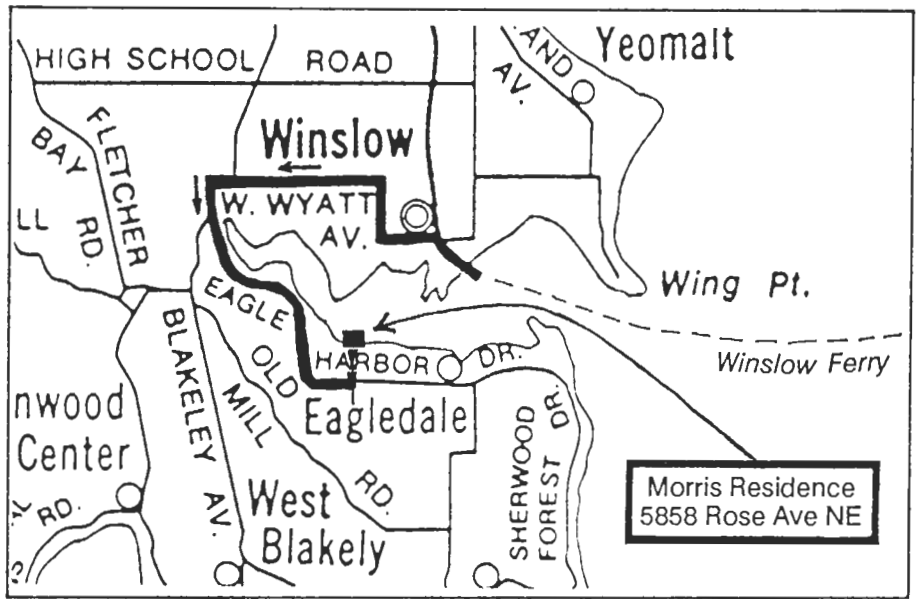 HIGH SCHOOL ROAD
Yeomalt
AND
AV.
FLETCHER
BAY
RD.
Winslow
W. WYATT
AV.
LL
EAGLE
HARBOR DR.
Wing Pt.
Winslow Ferry
BLAKELEY AV.
OLD
MILL
RD.
Eagledale
nwood
Center
RD.
West
Blakely
SHERWOOD
FOREST DR.
Morris Residence
5858 Rose Ave NE